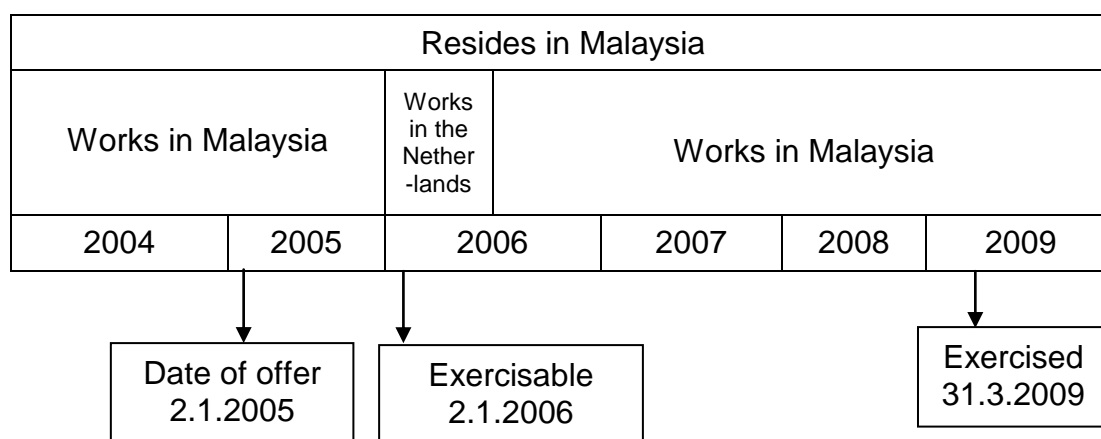 Resides in Malaysia
Works in Malaysia
Works
in the
Nether
-lands
Works in Malaysia
2004 2005 2006 2007 2008 2009
Date of offer
2.1.2005
Exercisable
2.1.2006
Exercised
31.3.2009